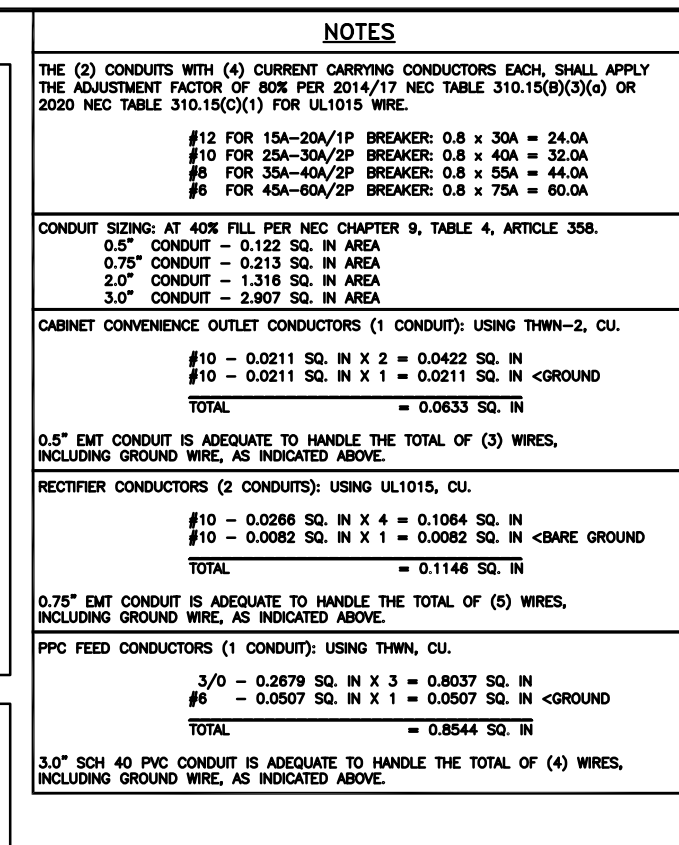 NOTES
THE (2) CONDUITS WITH (4) CURRENT CARRYING CONDUCTORS EACH, SHALL APPLY
THE ADJUSTMENT FACTOR OF 80% PER 2014/17 NEC TABLE 310.15(B)(3)(a) OR
2020 NEC TABLE 310.15(C)(1) FOR UL1015 WIRE.
#12 FOR 15A-20A/1P BREAKER: 0.8 x 30A = 24.0A
#10 FOR 25A-30A/2P BREAKER: 0.8 x 40A = 32.0A
#8 FOR 35A-40A/2P BREAKER: 0.8 x 55A = 44.0A
#6 FOR 45A-60A/2P BREAKER: 0.8 x 75A = 60.0A
CONDUIT SIZING: AT 40% FILL PER NEC CHAPTER 9, TABLE 4, ARTICLE 358.
0.5" CONDUIT - 0.122 SQ. IN AREA
0.75" CONDUIT - 0.213 SQ. IN AREA
2.0" CONDUIT - 1.316 SQ. IN AREA
3.0" CONDUIT - 2.907 SQ. IN AREA
CABINET CONVENIENCE OUTLET CONDUCTORS (1 CONDUIT): USING THWN-2, CU.
#10 - 0.0211 SQ. IN X 2 = 0.0422 SQ. IN
#10 - 0.0211 SQ. IN X 1 = 0.0211 SQ. IN <GROUND
TOTAL = 0.0633 SQ. IN
0.5" EMT CONDUIT IS ADEQUATE TO HANDLE THE TOTAL OF (3) WIRES,
INCLUDING GROUND WIRE, AS INDICATED ABOVE.
RECTIFIER CONDUCTORS (2 CONDUITS): USING UL1015, CU.
#10 - 0.0266 SQ. IN X 4 = 0.1064 SQ. IN
#10 - 0.0082 SQ. IN X 1 = 0.0082 SQ. IN <BARE GROUND
TOTAL = 0.1146 SQ. IN
0.75" EMT CONDUIT IS ADEQUATE TO HANDLE THE TOTAL OF (5) WIRES,
INCLUDING GROUND WIRE, AS INDICATED ABOVE.
PPC FEED CONDUCTORS (1 CONDUIT): USING THWN, CU.
3/0 - 0.2679 SQ. IN X 3 = 0.8037 SQ. IN
#6 - 0.0507 SQ. IN X 1 = 0.0507 SQ. IN <GROUND
TOTAL = 0.8544 SQ. IN
3.0" SCH 40 PVC CONDUIT IS ADEQUATE TO HANDLE THE TOTAL OF (4) WIRES,
INCLUDING GROUND WIRE, AS INDICATED ABOVE.